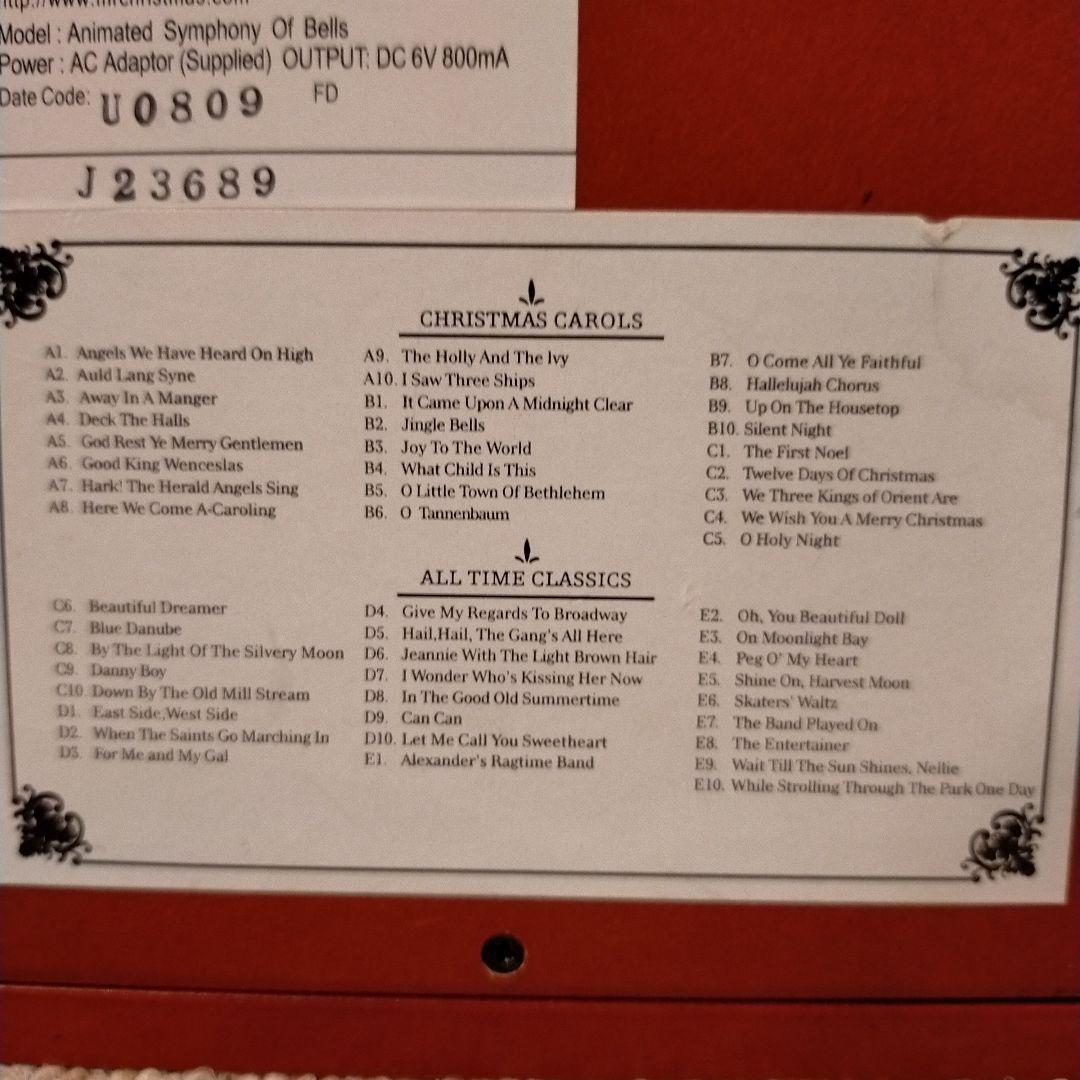 http://www.mrchristmas.com
Model : Animated Symphony Of Bells
Power : AC Adaptor (Supplied) OUTPUT: DC 6V 800mA
Date Code: U0809 FD
J23689
CHRISTMAS CAROLS
A1. Angels We Have Heard On High
A2. Auld Lang Syne
A3. Away In A Manger
A4. Deck The Halls
A5. God Rest Ye Merry Gentlemen
A6. Good King Wenceslas
A7. Hark! The Herald Angels Sing
A8. Here We Come A-Caroling
A9. The Holly And The Ivy
A10. I Saw Three Ships
B1. It Came Upon A Midnight Clear
B2. Jingle Bells
B3. Joy To The World
B4. What Child Is This
B5. O Little Town Of Bethlehem
B6. O Tannenbaum
B7. O Come All Ye Faithful
B8. Hallelujah Chorus
B9. Up On The Housetop
B10. Silent Night
C1. The First Noel
C2. Twelve Days Of Christmas
C3. We Three Kings of Orient Are
C4. We Wish You A Merry Christmas
C5. O Holy Night
ALL TIME CLASSICS
C6. Beautiful Dreamer
C7. Blue Danube
C8. By The Light Of The Silvery Moon
C9. Danny Boy
C10. Down By The Old Mill Stream
D1. East Side,West Side
D2. When The Saints Go Marching In
D3. For Me and My Gal
D4. Give My Regards To Broadway
D5. Hail,Hail, The Gang's All Here
D6. Jeannie With The Light Brown Hair
D7. I Wonder Who's Kissing Her Now
D8. In The Good Old Summertime
D9. Can Can
D10. Let Me Call You Sweetheart
E1. Alexander's Ragtime Band
E2. Oh, You Beautiful Doll
E3. On Moonlight Bay
E4. Peg O' My Heart
E5. Shine On, Harvest Moon
E6. Skaters' Waltz
E7. The Band Played On
E8. The Entertainer
E9. Wait Till The Sun Shines, Nellie
E10. While Strolling Through The Park One Day